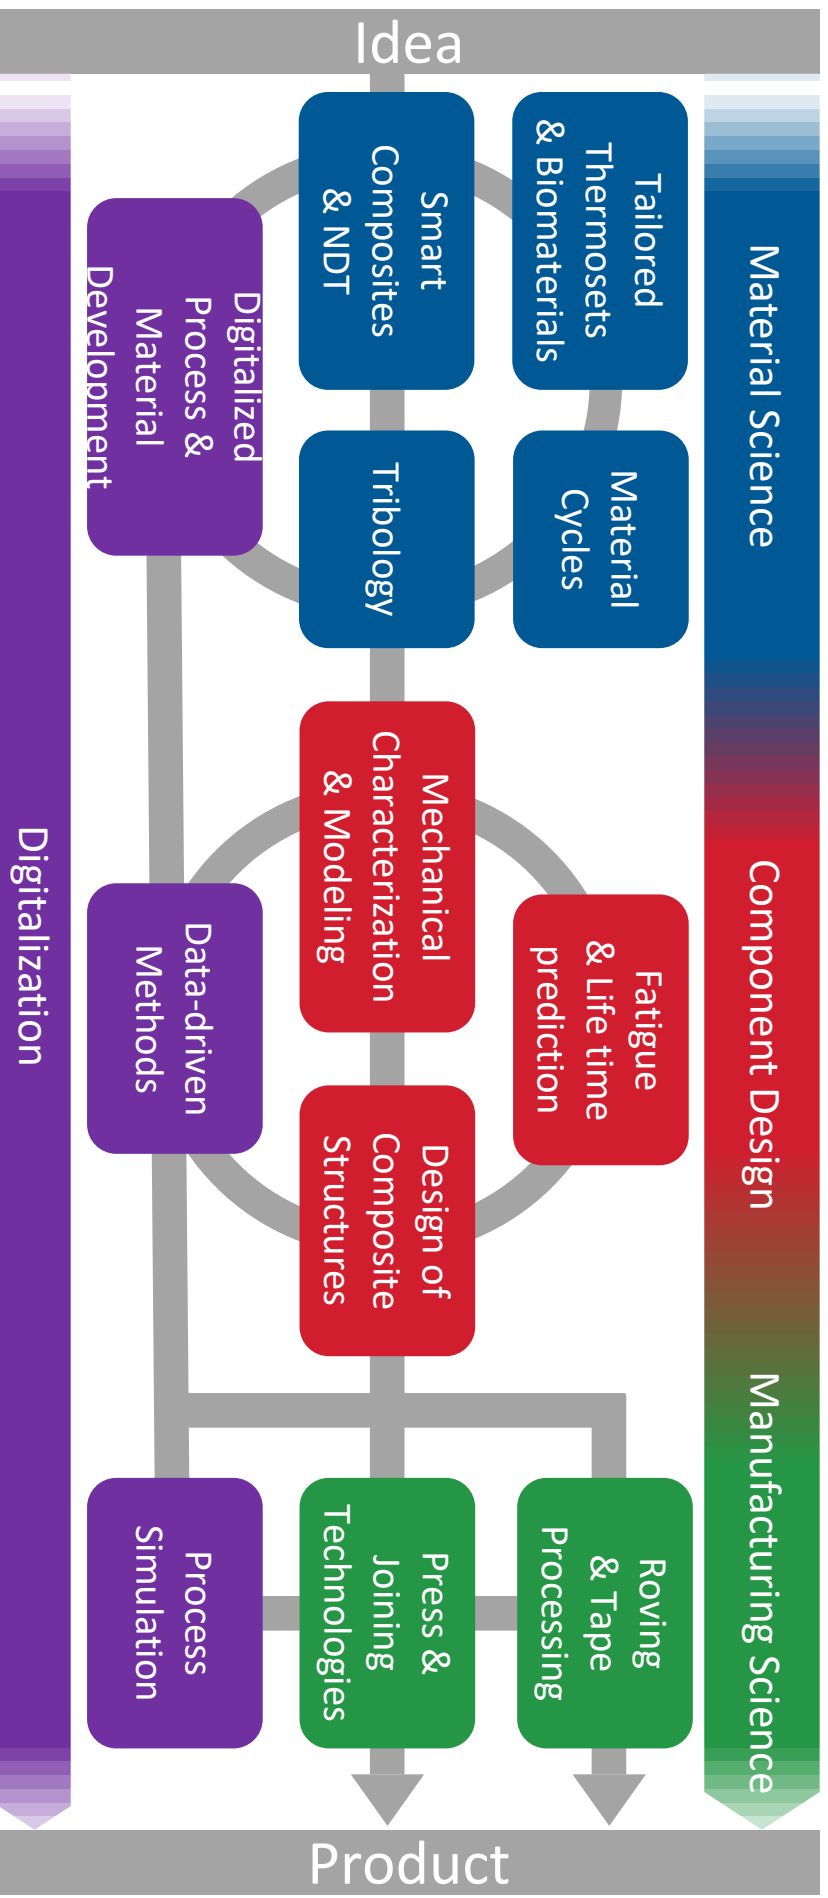 Idea
Material Science
Component Design
Manufacturing Science
Tailored
Thermosets
& Biomaterials
Material
Cycles
Smart
Composites
& NDT
Tribology
Digitalized
Process &
Material
Development
Fatigue
& Life time
prediction
Mechanical
Characterization
& Modeling
Design of
Composite
Structures
Data-driven
Methods
Roving
& Tape
Processing
Press &
Joining
Technologies
Process
Simulation
Digitalization
Product